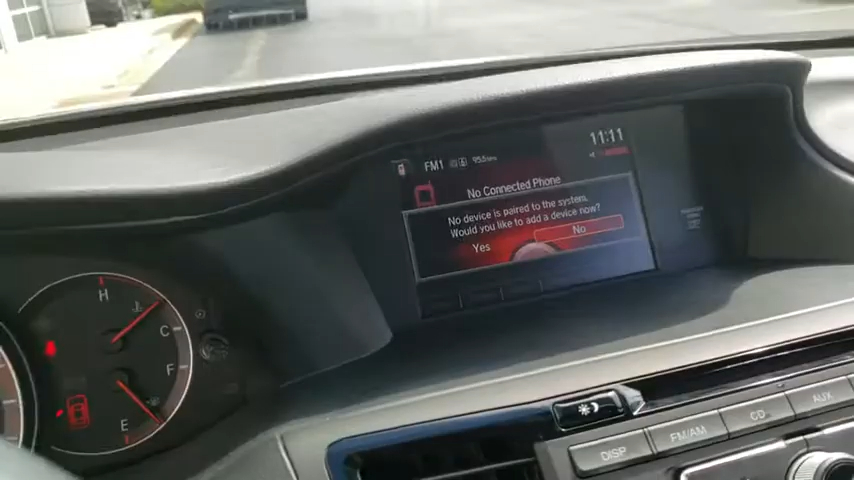 11:11
FM1
No Connected Phone
No device is paired to the system.
Would you like to add a device now?
Yes
No
H
C
F
E
DISP
FM/AM
CD
AUX